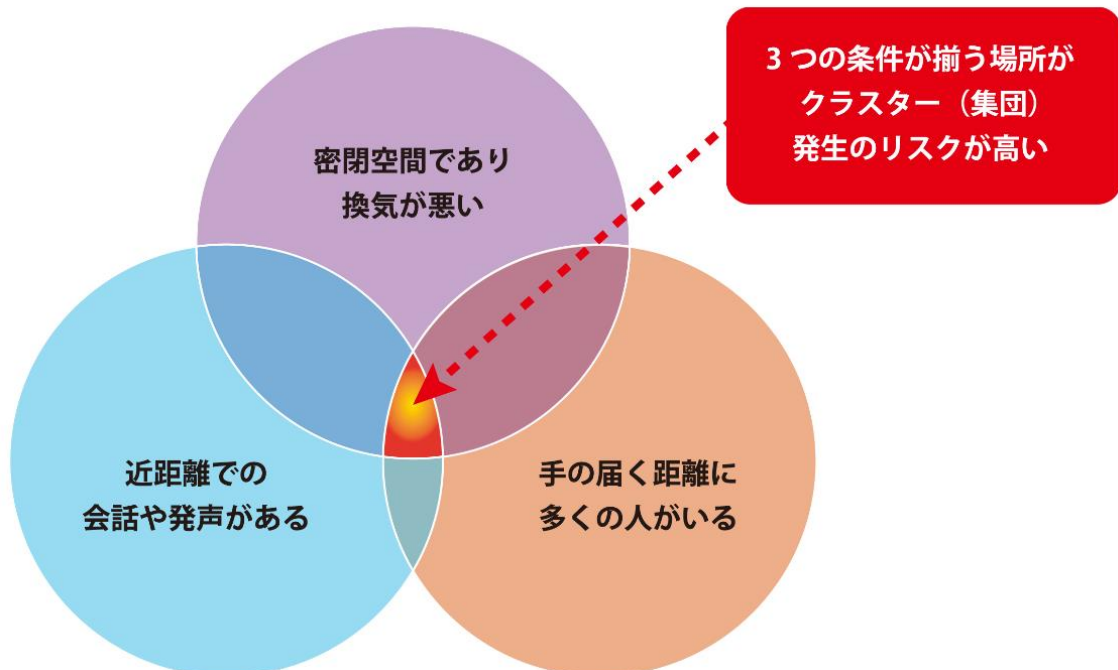 3 つの条件が揃う場所が
クラスター（集団）
発生のリスクが高い
密閉空間であり
換気が悪い
近距離での
会話や発声がある
手の届く距離に
多くの人がいる